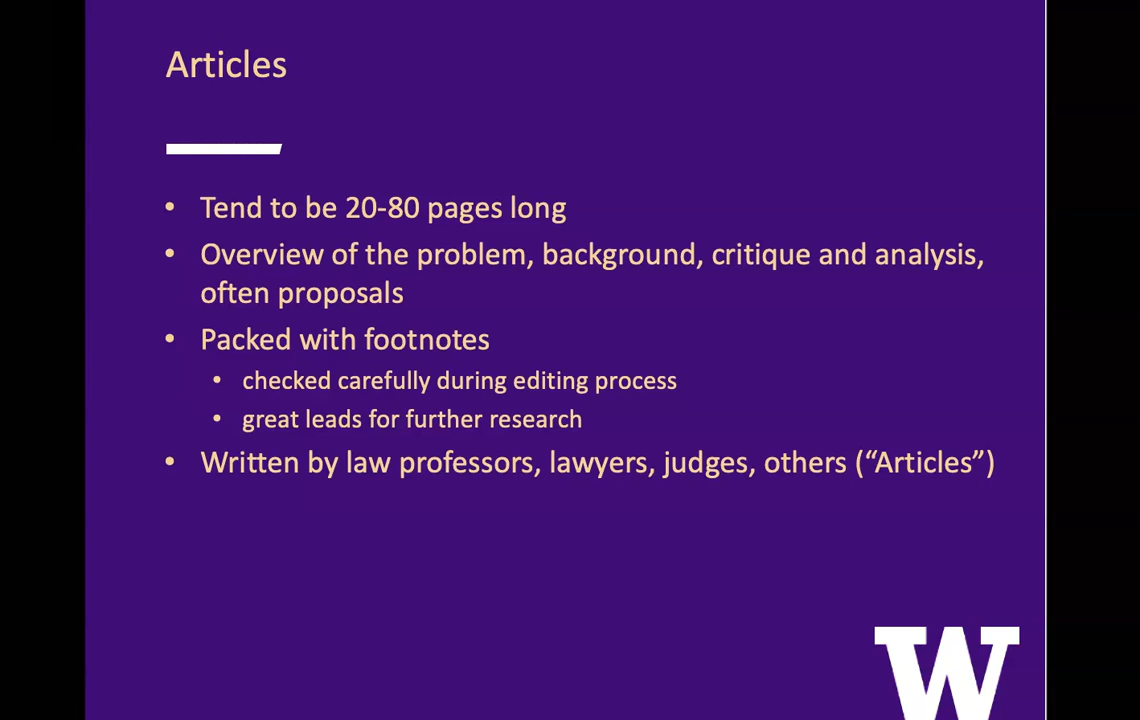 Articles
• Tend to be 20-80 pages long
• Overview of the problem, background, critique and analysis,
often proposals
• Packed with footnotes
• checked carefully during editing process
• great leads for further research
• Written by law professors, lawyers, judges, others (“Articles”)
W